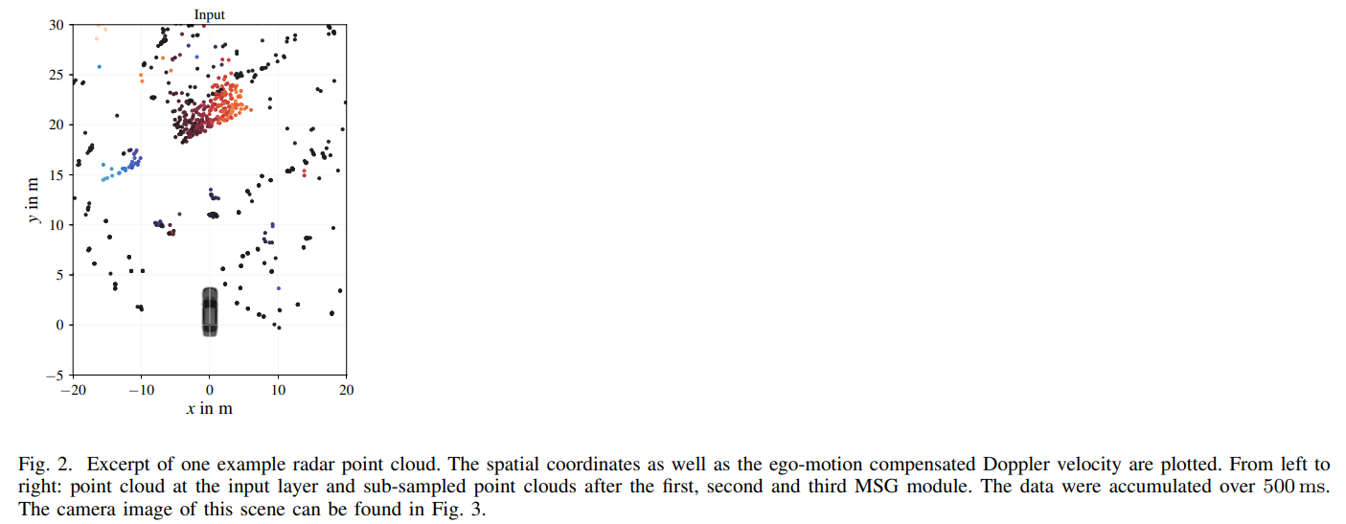 Input
30
25
20
15
10
5
0
−5
y in m
−20 −10 0 10 20
x in m
Fig. 2. Excerpt of one example radar point cloud. The spatial coordinates as well as the ego-motion compensated Doppler velocity are plotted. From left to
right: point cloud at the input layer and sub-sampled point clouds after the first, second and third MSG module. The data were accumulated over 500 ms.
The camera image of this scene can be found in Fig. 3.